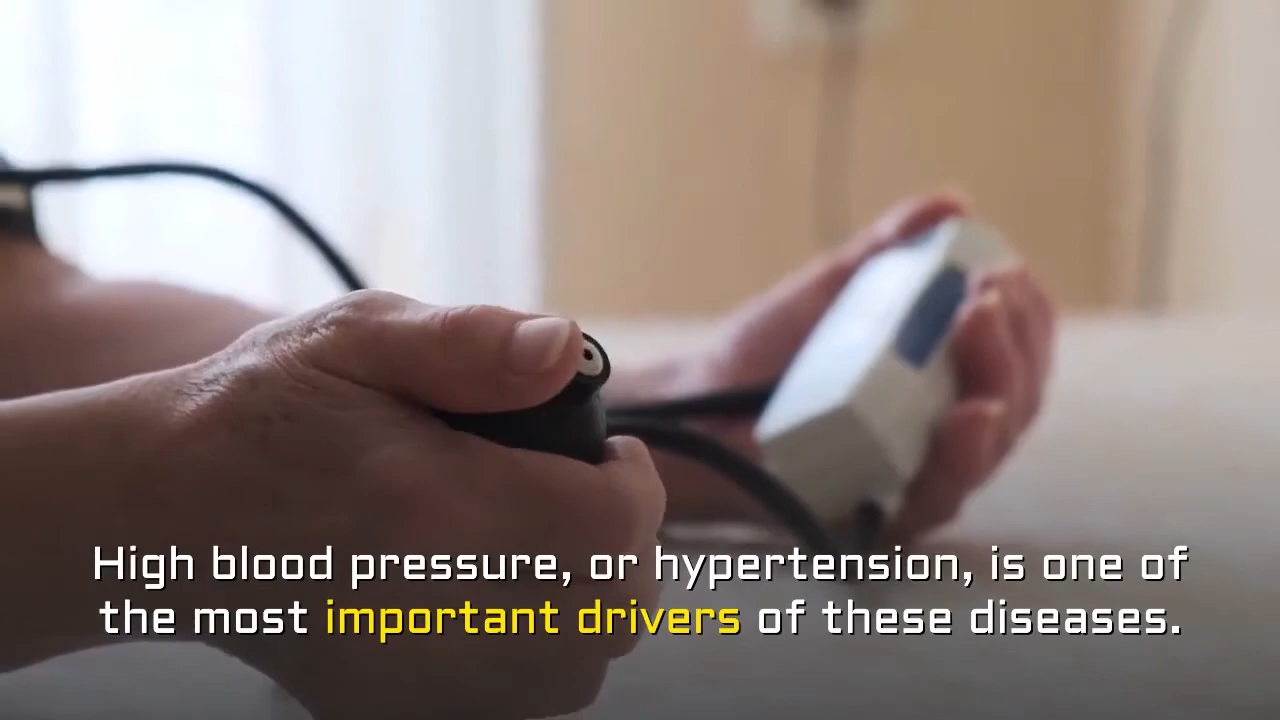 High blood pressure, or hypertension, is one of
the most important drivers of these diseases.